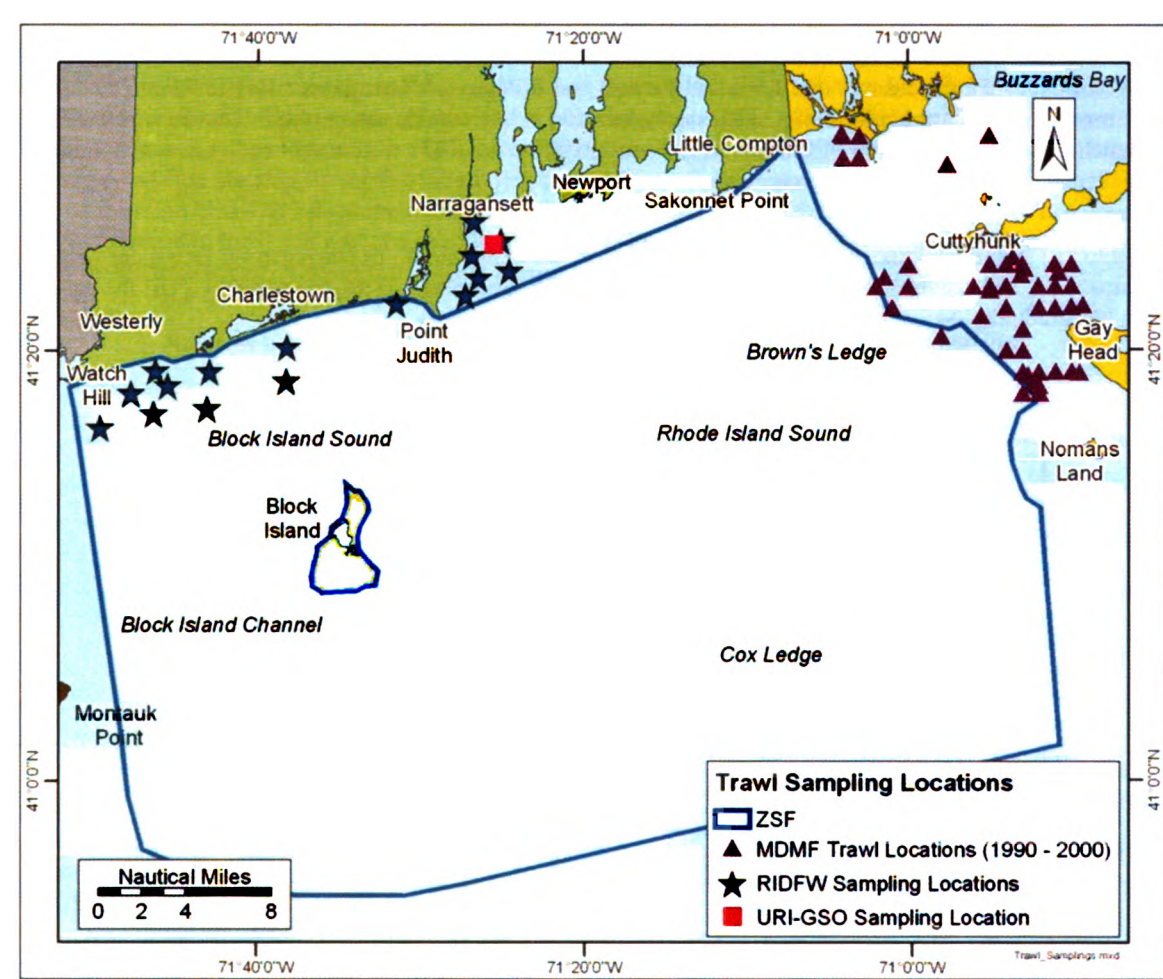 71°40'0"W
71°20'0"W
71°0'0"W
Buzzards Bay
N
Little Compton
Newport
Sakonnet Point
Narragansett
Cuttyhunk
Charlestown
Westerly
Point
Judith
Gay
Head
41°20'0"N
41°20'0"N
Brown's Ledge
Watch
Hill
Block Island Sound
Rhode Island Sound
Nomans
Land
Block
Island
Block Island Channel
Cox Ledge
Montauk
Point
41°0'0"N
41°0'0"N
Trawl Sampling Locations
ZSF
MDMF Trawl Locations (1990 - 2000)
RIDFW Sampling Locations
URI-GSO Sampling Location
Nautical Miles
0 2 4 8
Trawl_Samplings.mxd
71°40'0"W
71°20'0"W
71°0'0"W